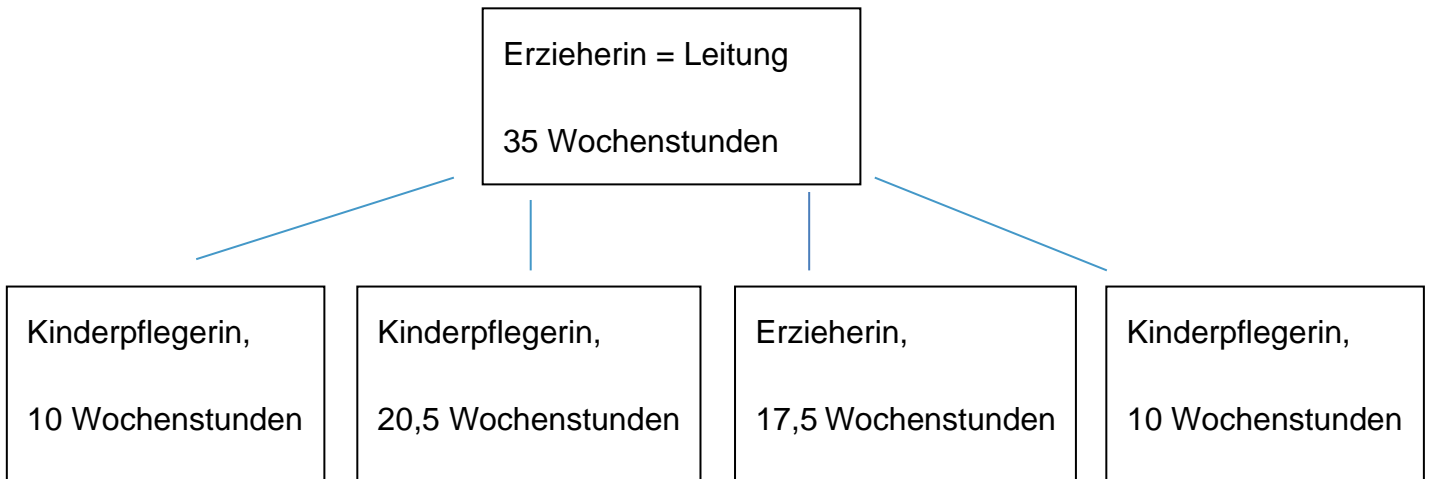 Erzieherin = Leitung
35 Wochenstunden
Kinderpflegerin,
10 Wochenstunden
Kinderpflegerin,
20,5 Wochenstunden
Erzieherin,
17,5 Wochenstunden
Kinderpflegerin,
10 Wochenstunden